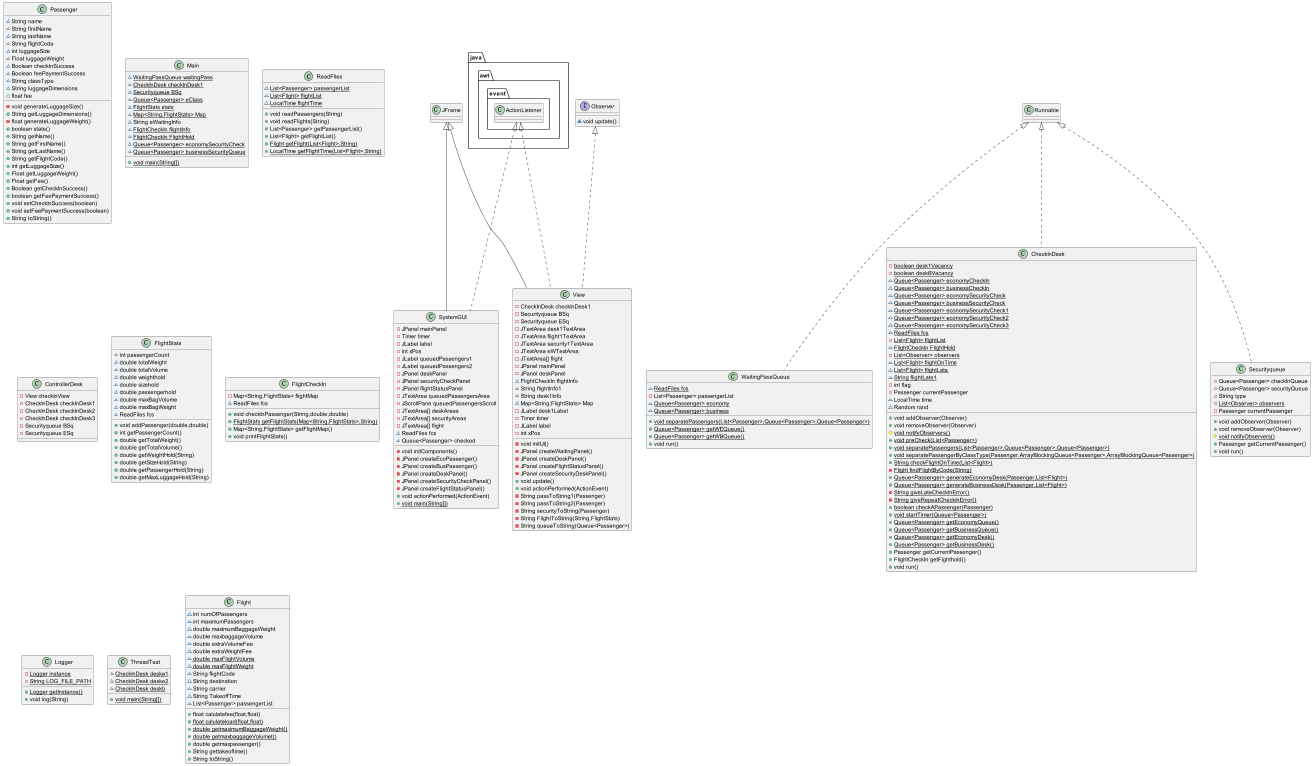 Passenger
String name
String firstName
String lastName
String flightCode
int luggageSize
Float luggageWeight
Boolean checkInSuccess
Boolean feePaymentSuccess
String classType
String luggageDimensions
float fee
void generateLuggageSize()
String getLuggageDimensions()
float generateLuggageWeight()
boolean state()
String getName()
String getFirstName()
String getLastName()
String getFlightCode()
int getLuggageSize()
Float getLuggageWeight()
Float getFee()
Boolean getCheckInSuccess()
boolean getFeePaymentSuccess()
void setCheckinSuccess(boolean)
void setFeePaymentSuccess(boolean)
String toString()
Main
WaitingPassQueue waitingPass
CheckInDesk checkInDesk1
Securityqueue BSq
Queue<Passenger> eClass
FlightStats stats
Map<String,FlightStats> Map
String eWaitingInfo
FlightCheckIn flightInfo
FlightCheckIn FlightHold
Queue<Passenger> economySecurityCheck
Queue<Passenger> businessSecurityQueue
void main(String[])
ReadFiles
List<Passenger> passengerList
List<Flight> flightList
LocalTime flightTime
void readPassengers(String)
void readFlights(String)
List<Passenger> getPassengerList()
List<Flight> getFlightList()
Flight getFlight(List<Flight>,String)
LocalTime getFlightTime(List<Flight>,String)
java
awt
event
JFrame
ActionListener
Observer
void update()
Runnable
ControllerDesk
View checkinView
CheckInDesk checkInDesk1
CheckInDesk checkInDesk2
CheckInDesk checkInDesk3
Securityqueue BSq
Securityqueue ESq
FlightStats
int passengerCount
double totalWeight
double totalVolume
double weighthold
double sizehold
double passengerhold
double maxBagVolume
double maxBagWeight
ReadFiles fcs
void addPassenger(double,double)
int getPassengerCount()
double getTotalWeight()
double getTotalVolume()
double getWeightHold(String)
double getSizeHold(String)
double getPassengerHold(String)
double getMaxLuggageHold(String)
FlightCheckIn
Map<String,FlightStats> flightMap
ReadFiles fcs
void checkinPassenger(String,double,double)
FlightStats getFlightStats(Map<String,FlightStats>,String)
Map<String,FlightStats> getFlightMap()
void printFlightStats()
SystemGUI
JPanel mainPanel
Timer timer
JLabel label
int xPos
JLabel queuedPassengers1
JLabel queuedPassengers2
JPanel deskPanel
JPanel securityCheckPanel
JPanel flightStatusPanel
JTextArea queuedPassengersArea
JScrollPane queuedPassengersScroll
JTextArea[] deskAreas
JTextArea[] securityAreas
JTextArea[] flight
ReadFiles fcs
Queue<Passenger> checked
void initComponents()
JPanel createEcoPassenger()
JPanel createBusPassenger()
JPanel createDeskPanel()
JPanel createSecurityCheckPanel()
JPanel createFlightStatusPanel()
void actionPerformed(ActionEvent)
void main(String[])
View
CheckInDesk checkInDesk1
Securityqueue BSq
Securityqueue ESq
JTextArea desk1TextArea
JTextArea flight1TextArea
JTextArea security1TextArea
JTextArea eWTextArea
JTextArea[] flight
JPanel mainPanel
JPanel deskPanel
FlightCheckIn flightInfo
String flightInfo1
String desk1Info
Map<String,FlightStats> Map
JLabel desk1Label
Timer timer
JLabel label
int xPos
void initUI()
JPanel createWaitingPanel()
JPanel createDeskPanel()
JPanel createFlightStatusPanel()
JPanel createSecurityDeskPanel()
void update()
void actionPerformed(ActionEvent)
String passToString1(Passenger)
String passToString2(Passenger)
String securityToString(Passenger)
String FlightToString(String,FlightStats)
String queueToString(Queue<Passenger>)
WaitingPassQueue
ReadFiles fcs
List<Passenger> passengerList
Queue<Passenger> economy
Queue<Passenger> business
void separatePassengers(List<Passenger>,Queue<Passenger>,Queue<Passenger>)
Queue<Passenger> getWEQueue()
Queue<Passenger> getWBQueue()
void run()
CheckInDesk
boolean desk1Vacancy
boolean deskBVacancy
Queue<Passenger> economyCheckIn
Queue<Passenger> businessCheckIn
Queue<Passenger> economySecurityCheck
Queue<Passenger> businessSecurityCheck
Queue<Passenger> economySecurityCheck1
Queue<Passenger> economySecurityCheck2
Queue<Passenger> economySecurityCheck3
ReadFiles fcs
List<Flight> flightList
FlightCheckIn FlightHold
List<Observer> observers
List<Flight> flightOnTime
List<Flight> flightLate
String flightLate1
int flag
Passenger currentPassenger
LocalTime time
Random rand
void addObserver(Observer)
void removeObserver(Observer)
void notifyObservers()
void preCheck(List<Passenger>)
void separatePassengers(List<Passenger>,Queue<Passenger>,Queue<Passenger>)
void separatePassengerByClassType(Passenger,ArrayBlockingQueue<Passenger>,ArrayBlockingQueue<Passenger>)
String checkFlightOnTime(List<Flight>)
Flight findFlightByCode(String)
Queue<Passenger> generateEconomyDesk(Passenger,List<Flight>)
Queue<Passenger> generateBusinessDesk(Passenger,List<Flight>)
String giveLateCheckInError()
String giveRepeatCheckInError()
boolean checkAPassenger(Passenger)
void startTimer(Queue<Passenger>)
Queue<Passenger> getEconomyQueue()
Queue<Passenger> getBusinessQueue()
Queue<Passenger> getEconomyDesk()
Queue<Passenger> getBusinessDesk()
Passenger getCurrentPassenger()
FlightCheckIn getFighthold()
void run()
Securityqueue
Queue<Passenger> checkinQueue
Queue<Passenger> securityQueue
String type
List<Observer> observers
Passenger currentPassenger
void addObserver(Observer)
void removeObserver(Observer)
void notifyObservers()
Passenger getCurrentPassenger()
void run()
Logger
Logger instance
String LOG_FILE_PATH
Logger getInstance()
void log(String)
ThreadTest
CheckInDesk deske1
CheckInDesk deske2
CheckInDesk deskb
void main(String[])
Flight
int numOfPassengers
int maximumPassengers
double maximumBaggageWeight
double maxbaggageVolume
double extraVolumeFee
double extraWeightFee
double maxFlightVolume
double maxFlightWeight
String flightCode
String destination
String carrier
String TakeoffTime
List<Passenger> passengerList
float calulatefee(float,float)
float calulateload(float,float)
double getmaximumBaggageWeight()
double getmaxbaggageVolumet()
double getmaxpassenger()
String gettakeoftime()
String toString()